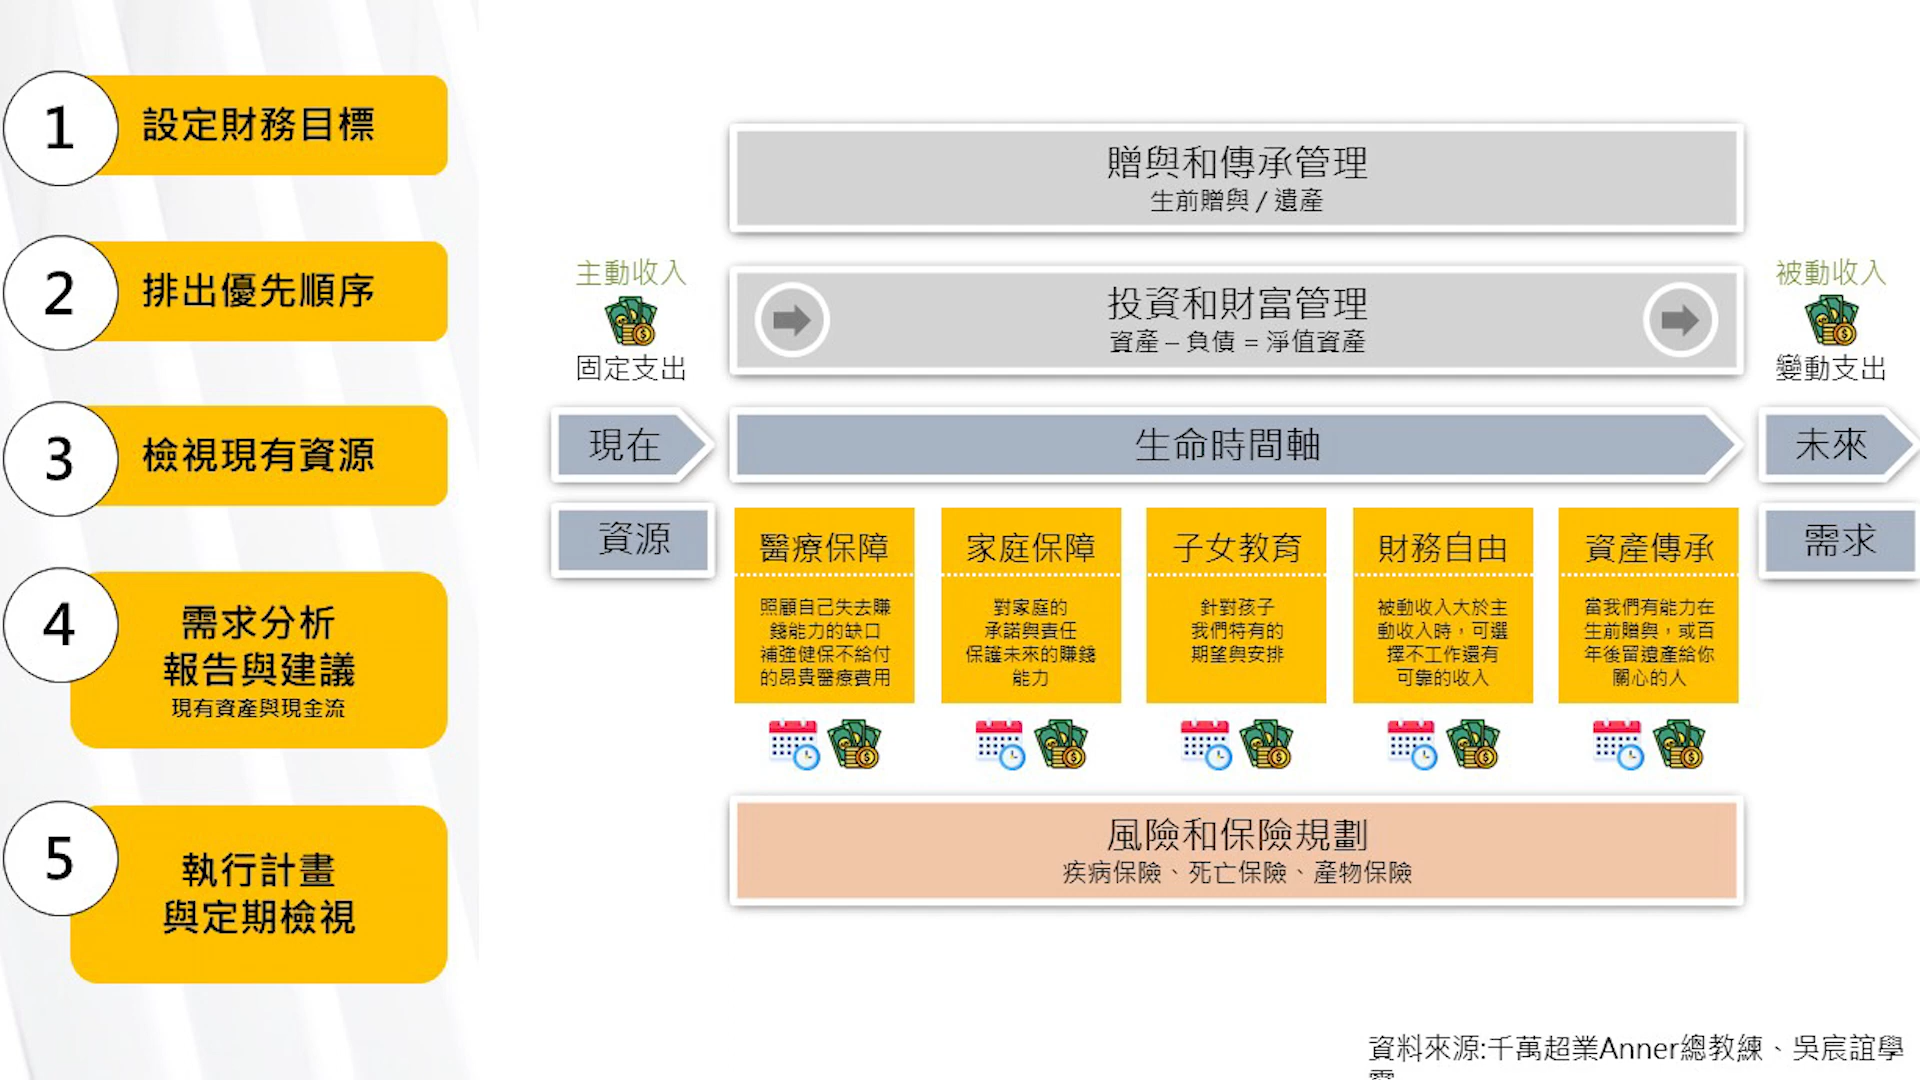 1
設定財務目標
2
排出優先順序
3
檢視現有資源
4
需求分析
報告與建議
現有資產與現金流
5
執行計畫
與定期檢視
贈與和傳承管理
生前贈與 / 遺產
主動收入
固定支出
投資和財富管理
資產 – 負債 = 淨值資產
被動收入
變動支出
現在
生命時間軸
未來
資源
需求
醫療保障
照顧自己失去賺
錢能力的缺口
補強健保不給付
的昂貴醫療費用
家庭保障
對家庭的
承諾與責任
保護未來的賺錢
能力
子女教育
針對孩子
我們特有的
期望與安排
財務自由
被動收入大於主
動收入時，可選
擇不工作還有
可靠的收入
資產傳承
當我們有能力在
生前贈與，或百
年後留遺產給你
關心的人
風險和保險規劃
疾病保險、死亡保險、產物保險
資料來源:千萬超業Anner總教練、吳宸誼學